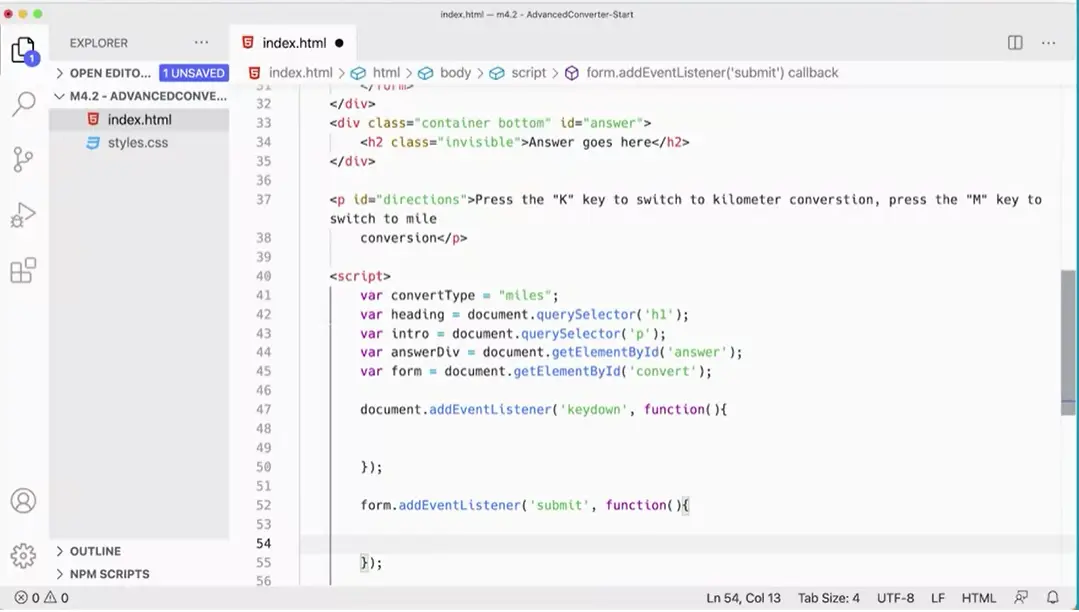 index.html — m4.2 - AdvancedConverter-Start
EXPLORER
index.html
OPEN EDITO... 1 UNSAVED
index.html > html > body > script > form.addEventListener('submit') callback
M4.2 - ADVANCEDCONVE...
index.html
styles.css
1
31 </form>
32 </div>
33 <div class="container bottom" id="answer">
34 <h2 class="invisible">Answer goes here</h2>
35 </div>
36
37 <p id="directions">Press the "K" key to switch to kilometer converstion, press the "M" key to
switch to mile
38 conversion</p>
39
40 <script>
41 var convertType = "miles";
42 var heading = document.querySelector('h1');
43 var intro = document.querySelector('p');
44 var answerDiv = document.getElementById('answer');
45 var form = document.getElementById('convert');
46
47 document.addEventListener('keydown', function(){
48
49
50 });
51
52 form.addEventListener('submit', function(){
53
54
55 });
56
OUTLINE
NPM SCRIPTS
0 0
Ln 54, Col 13 Tab Size: 4 UTF-8 LF HTML